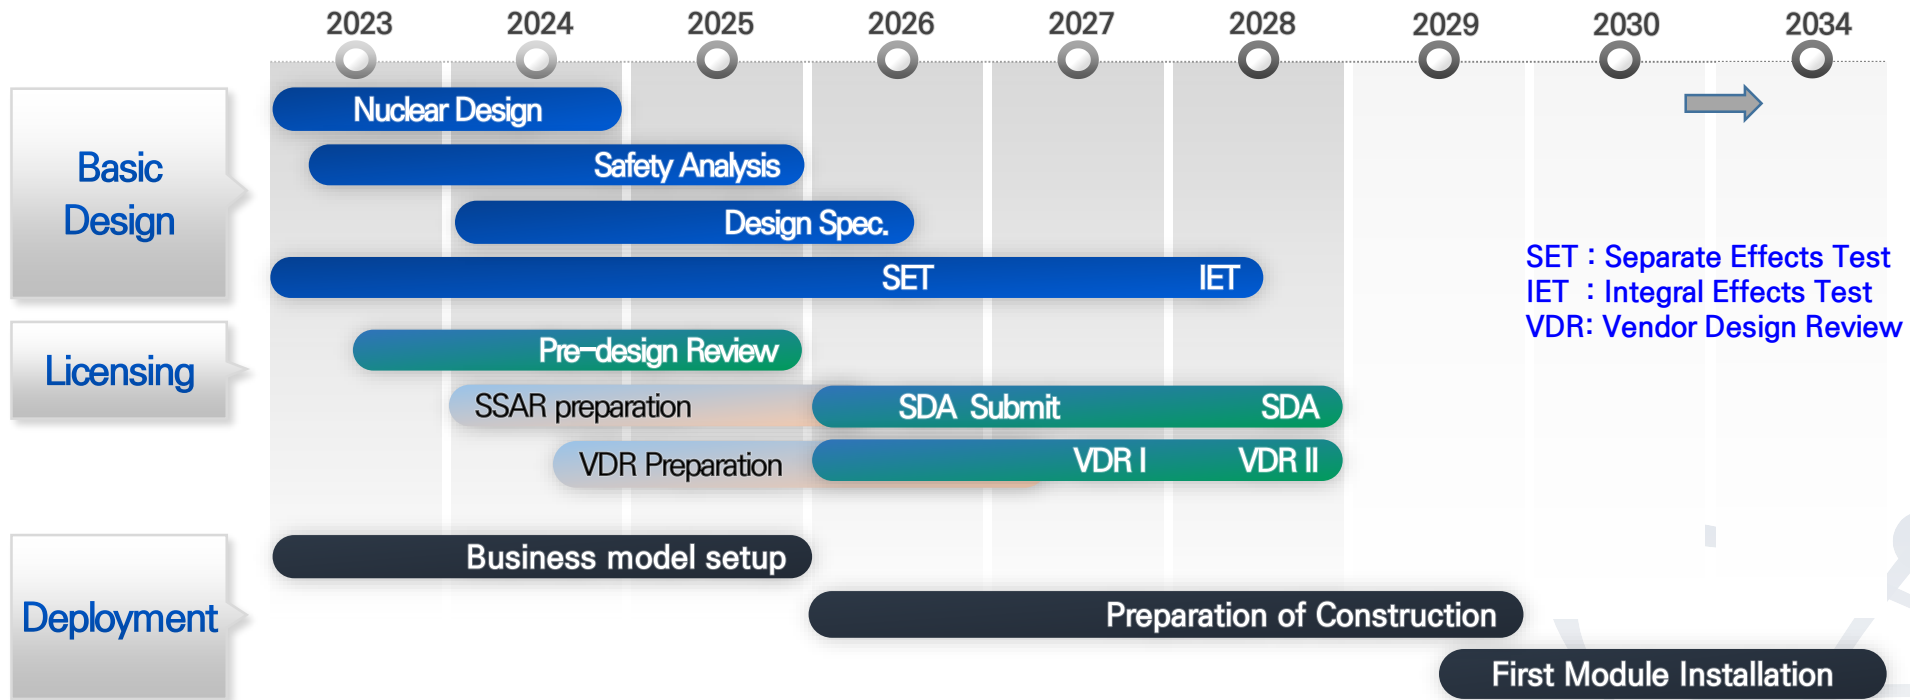 2023 2024 2025 2026 2027 2028 2029 2030 2034
Basic
Design
Nuclear Design
Safety Analysis
Design Spec.
SET IET
SET : Separate Effects Test
IET : Integral Effects Test
VDR: Vendor Design Review
Licensing
Pre-design Review
SSAR preparation SDA Submit SDA
VDR Preparation VDR I VDR II
Deployment
Business model setup
Preparation of Construction
First Module Installation